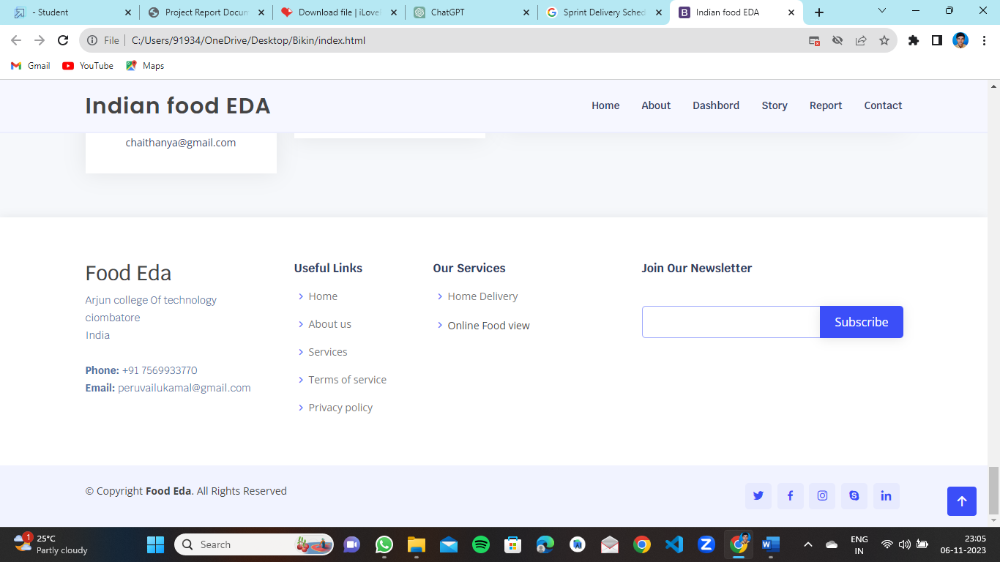 - Student
Project Report Docum
Download file | iLovel
ChatGPT
Sprint Delivery Sched
Indian food EDA
File
C:/Users/91934/OneDrive/Desktop/Bikin/index.html
Gmail
YouTube
Maps
Indian food EDA
Home
About
Dashbord
Story
Report
Contact
chaithanya@gmail.com
Food Eda
Arjun college Of technology
ciombatore
India
Phone: +91 7569933770
Email: peruvailukamal@gmail.com
Useful Links
Home
About us
Services
Terms of service
Privacy policy
Our Services
Home Delivery
Online Food view
Join Our Newsletter
Subscribe
© Copyright Food Eda. All Rights Reserved
1
25°C
Partly cloudy
Search
ENG
IN
23:05
06-11-2023